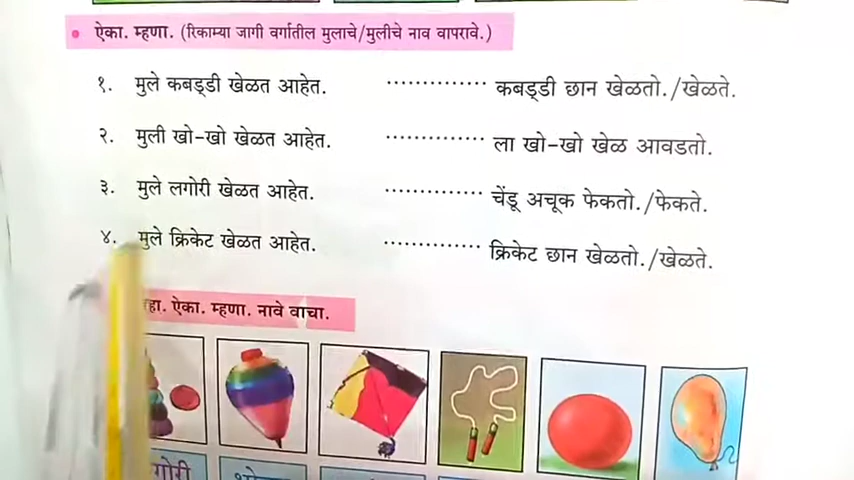 ऐका. म्हणा. (रिकाम्या जागी वर्गातील मुलाचे/मुलीचे नाव वापरावे.)
१. मुले कबड्डी खेळत आहेत. ·············· कबड्डी छान खेळतो./खेळते.
२. मुली खो-खो खेळत आहेत. ·············· ला खो-खो खेळ आवडतो.
३. मुले लगोरी खेळत आहेत. ·············· चेंडू अचूक फेकतो./फेकते.
४. मुले क्रिकेट खेळत आहेत. ·············· क्रिकेट छान खेळतो./खेळते.
ऐका. म्हणा. नावे वाचा.